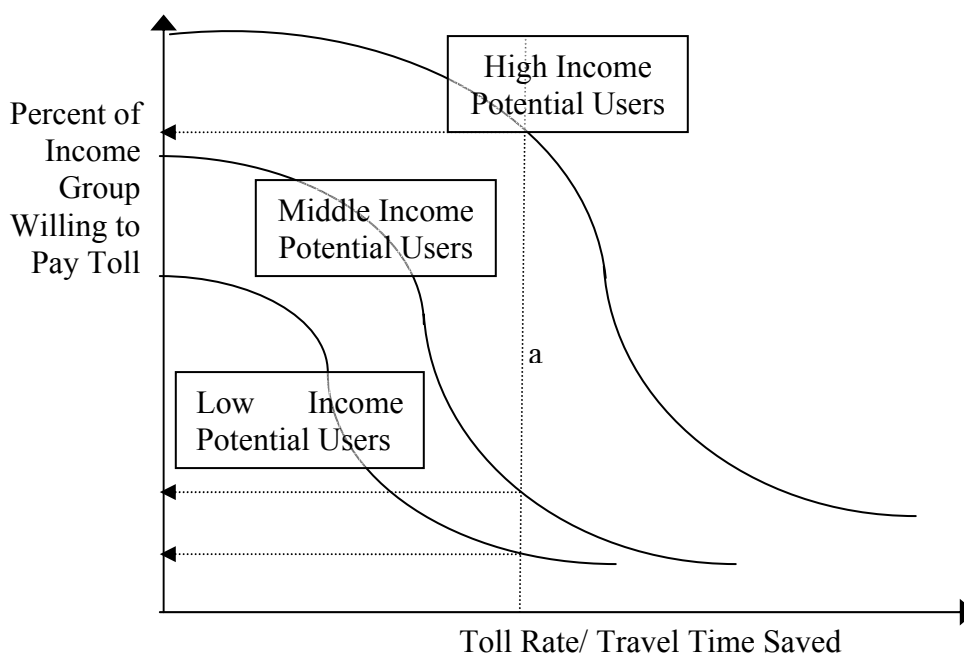 High Income
Potential Users
Percent of
Income
Group
Willing to
Pay Toll
Middle Income
Potential Users
a
Low Income
Potential Users
Toll Rate/ Travel Time Saved